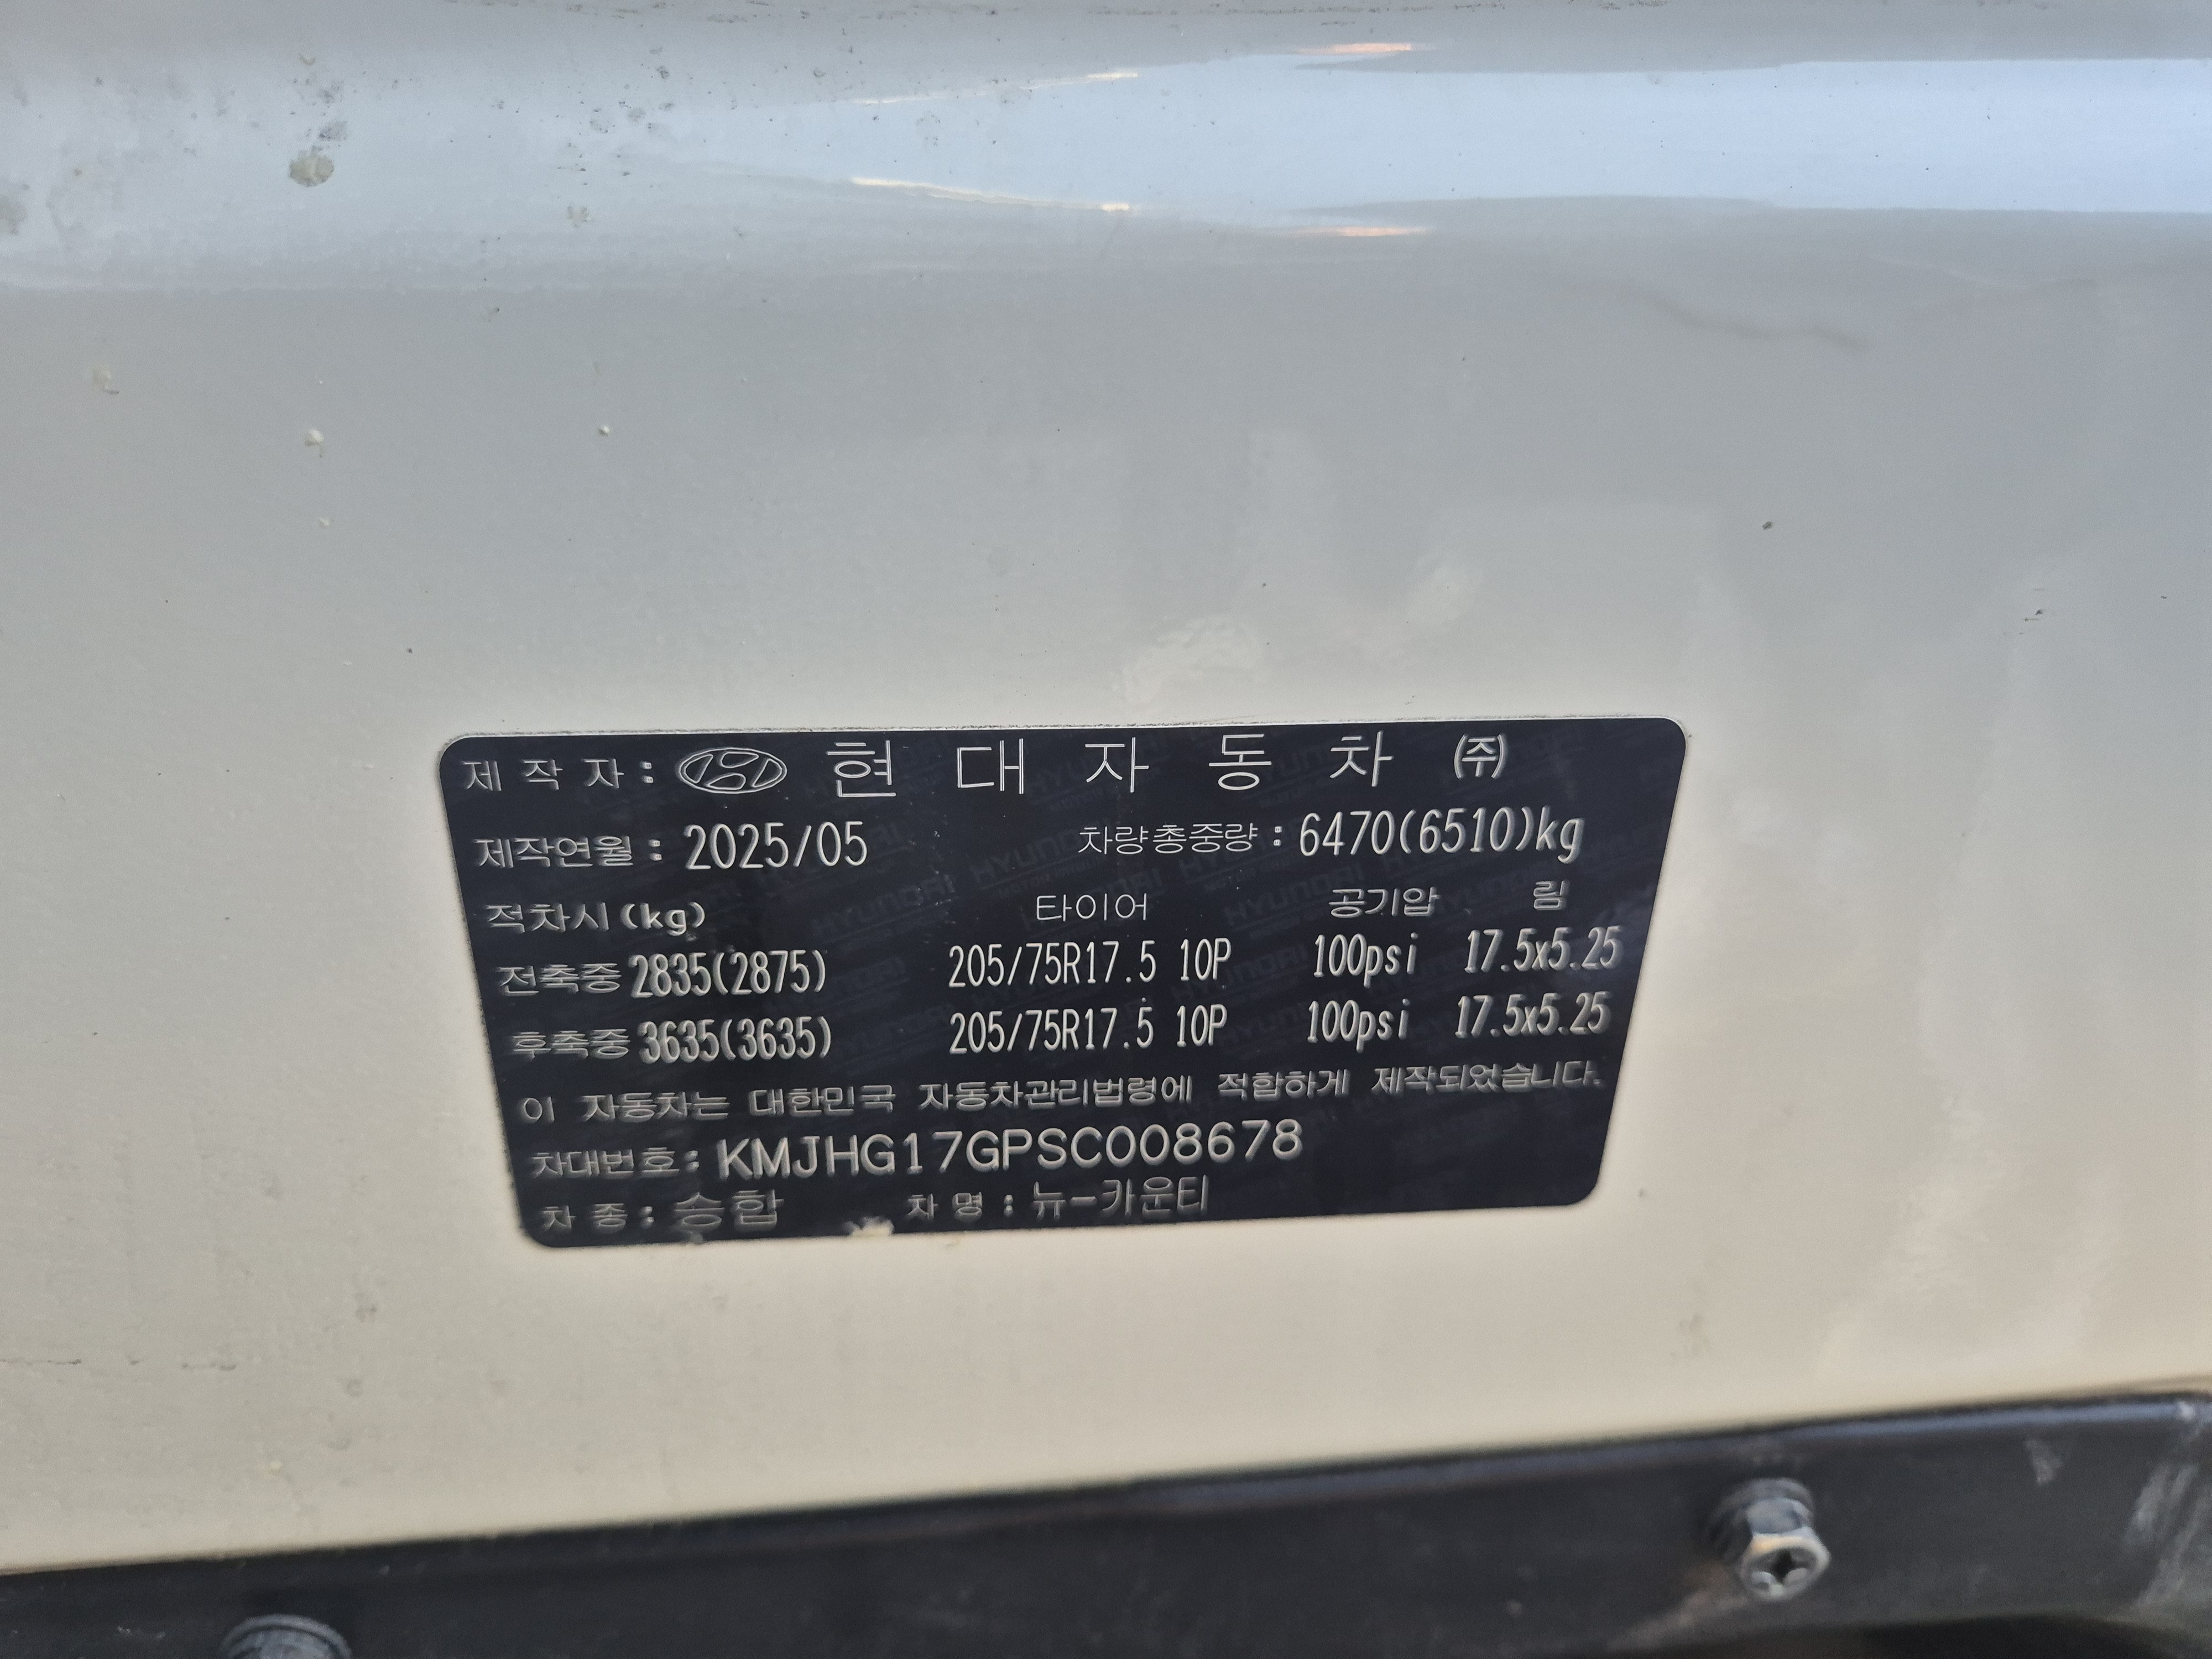 제 작 자 : 현 대 자 동 차 ㈜
제작연월 : 2025/05 차량총중량 : 6470(6510)kg
적차시(kg) 타이어 공기압 림
전축중 2835(2875) 205/75R17.5 10P 100psi 17.5x5.25
후축중 3635(3635) 205/75R17.5 10P 100psi 17.5x5.25
이 자동차는 대한민국 자동차관리법령에 적합하게 제작되었습니다.
차대번호: KMJHG17GPSC008678
차 종 : 승합 차 명 : 뉴-카운티